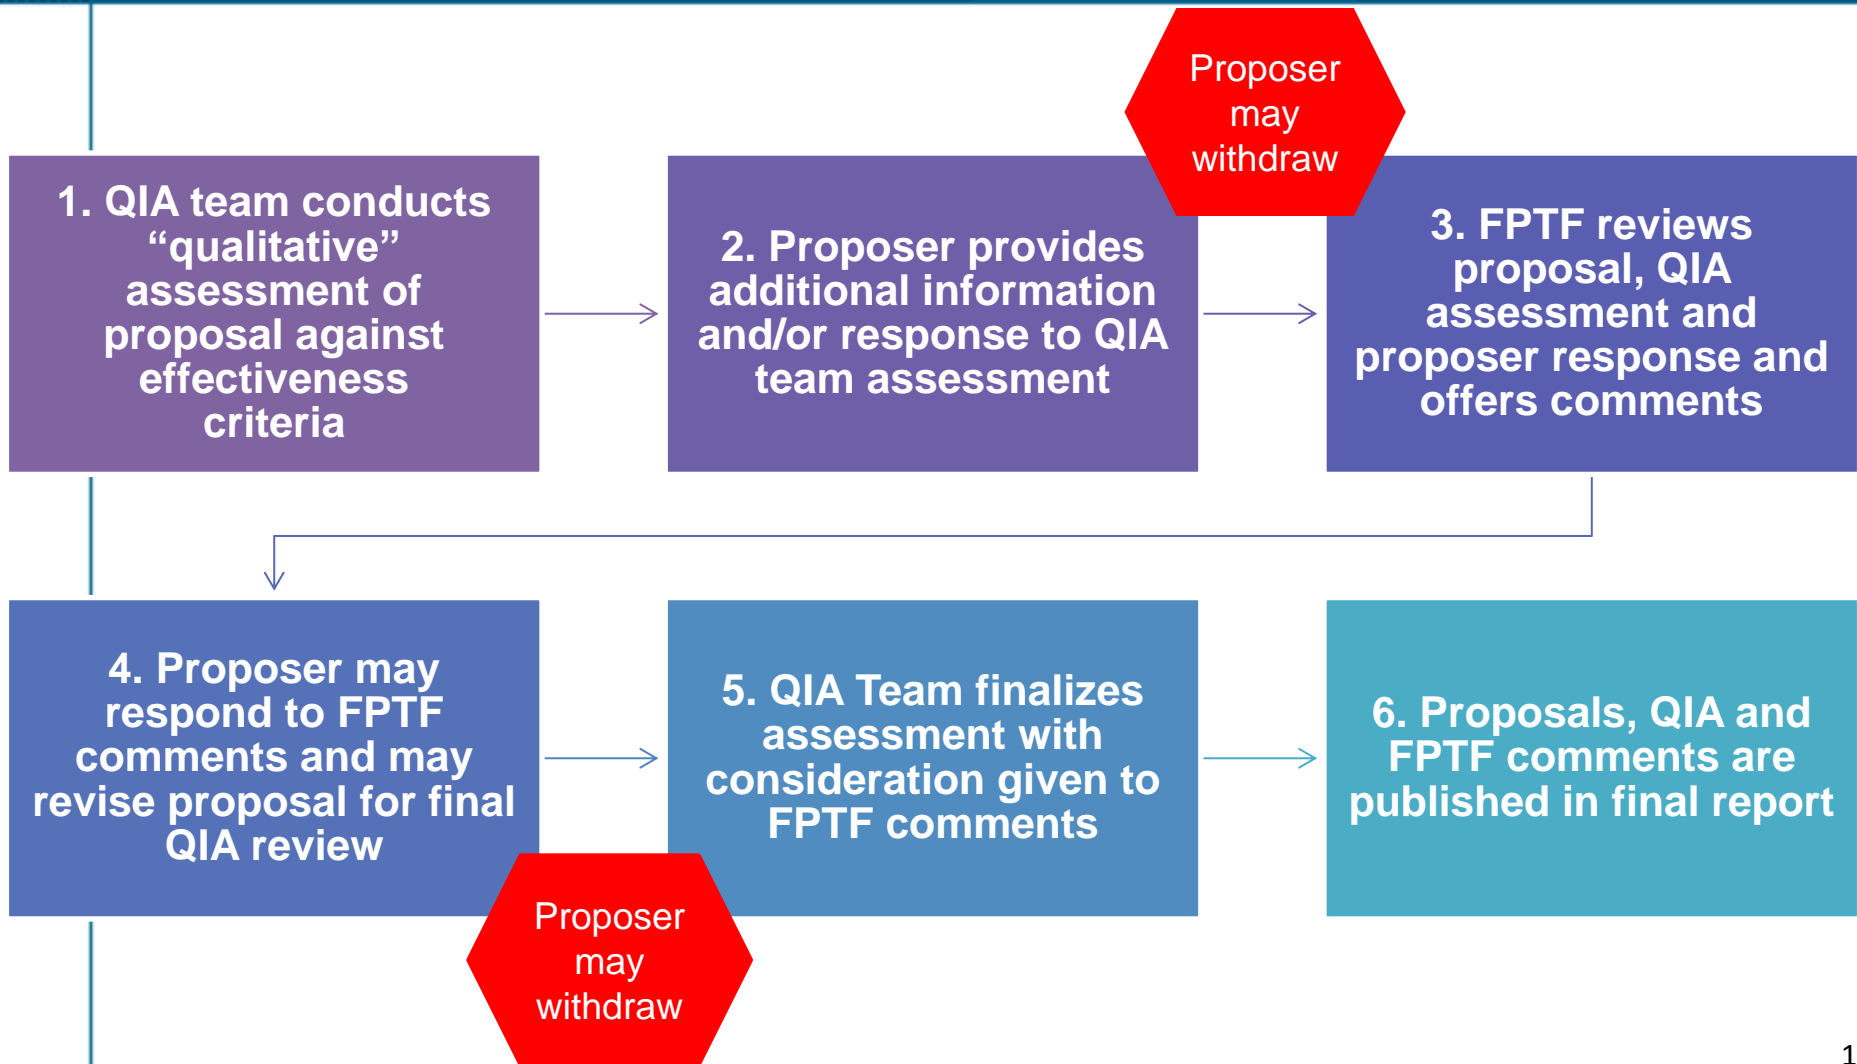 Proposer
may
withdraw
1. QIA team conducts
“qualitative”
assessment of
proposal against
effectiveness
criteria
2. Proposer provides
additional information
and/or response to QIA
team assessment
3. FPTF reviews
proposal, QIA
assessment and
proposer response and
offers comments
4. Proposer may
respond to FPTF
comments and may
revise proposal for final
QIA review
5. QIA Team finalizes
assessment with
consideration given to
FPTF comments
6. Proposals, QIA and
FPTF comments are
published in final report
Proposer
may
withdraw
1